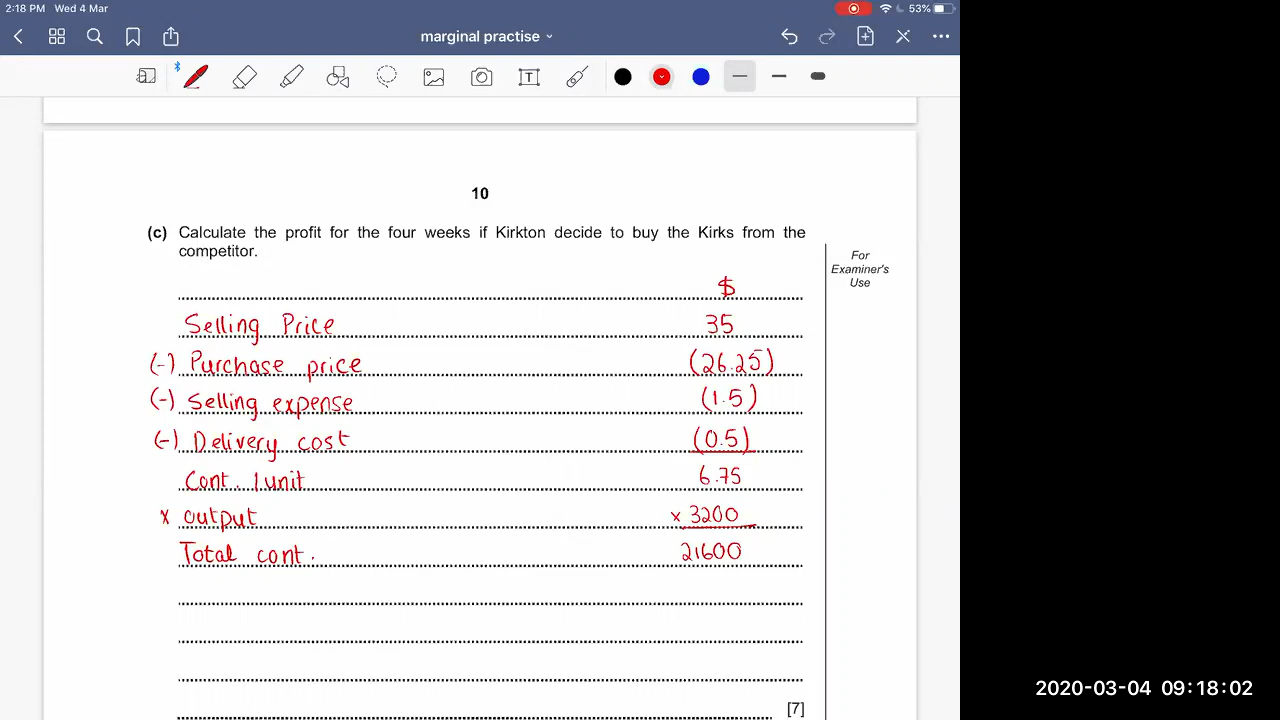 2:18 PM Wed 4 Mar
53%
marginal practise
T
10
(c) Calculate the profit for the four weeks if Kirkton decide to buy the Kirks from the
competitor.
For
Examiner's
Use
$
Selling Price 35
(-) Purchase price (26.25)
(-) Selling expense (1.5)
(-) Delivery cost (0.5)
Cont. /unit 6.75
x output x 3200
Total cont. 21600
[7]
2020-03-04 09:18:02